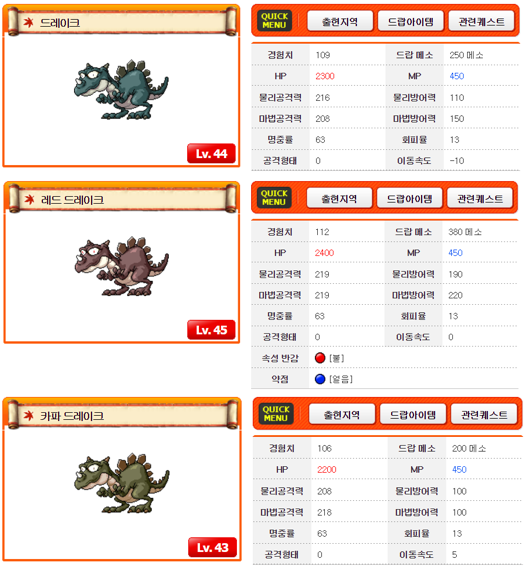 드레이크
Lv. 44
QUICK MENU 출현지역 드랍아이템 관련퀘스트
경험치 109 드랍 메소 250 메소
HP 2300 MP 450
물리공격력 216 물리방어력 110
마법공격력 208 마법방어력 150
명중률 63 회피율 13
공격형태 0 이동속도 -10
레드 드레이크
Lv. 45
QUICK MENU 출현지역 드랍아이템 관련퀘스트
경험치 112 드랍 메소 380 메소
HP 2400 MP 450
물리공격력 219 물리방어력 190
마법공격력 219 마법방어력 220
명중률 63 회피율 13
공격형태 0 이동속도 0
속성 반감 [불]
약점 [얼음]
카파 드레이크
Lv. 43
QUICK MENU 출현지역 드랍아이템 관련퀘스트
경험치 106 드랍 메소 200 메소
HP 2200 MP 450
물리공격력 208 물리방어력 100
마법공격력 218 마법방어력 100
명중률 63 회피율 13
공격형태 0 이동속도 5